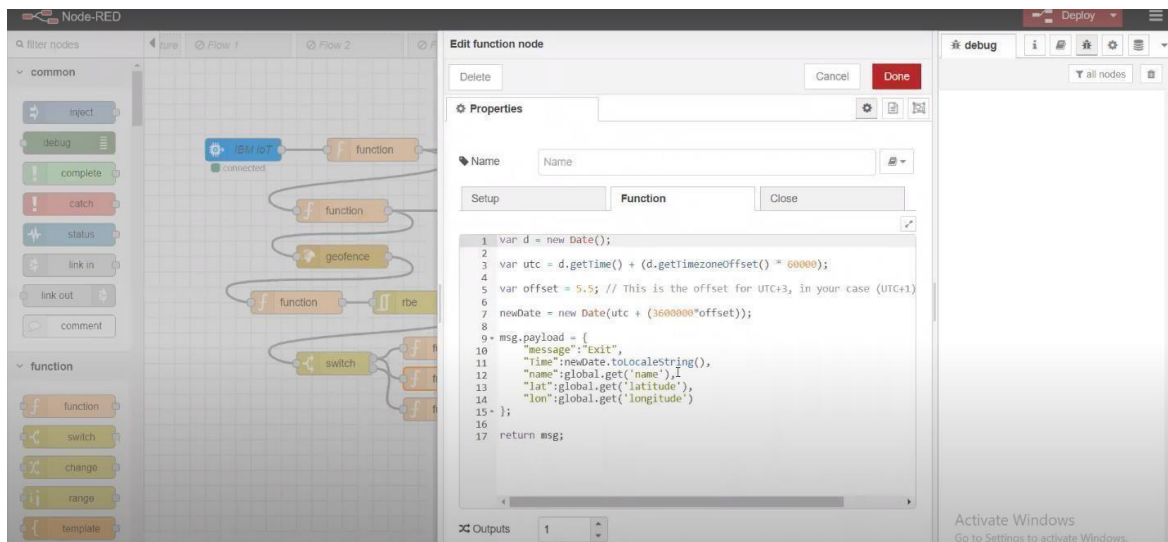 Node-RED
Deploy
filter nodes
common
inject
debug
complete
catch
status
link in
link out
comment
function
function
switch
change
range
template
ture
Flow 1
Flow 2
IBM IoT
connected
function
function
geofence
function
rbe
switch
Edit function node
Delete
Cancel
Done
Properties
Name
Name
Setup
Function
Close
1 var d = new Date();
2
3 var utc = d.getTime() + (d.getTimezoneOffset() * 60000);
4
5 var offset = 5.5; // This is the offset for UTC+3, in your case (UTC+1)
6
7 newDate = new Date(utc + (3600000*offset));
8
9 msg.payload = {
10 "message":"Exit",
11 "Time":newDate.toLocaleString(),
12 "name":global.get('name'),
13 "lat":global.get('latitude'),
14 "lon":global.get('longitude')
15 };
16
17 return msg;
Outputs
1
debug
i
all nodes
Activate Windows
Go to Settings to activate Windows.